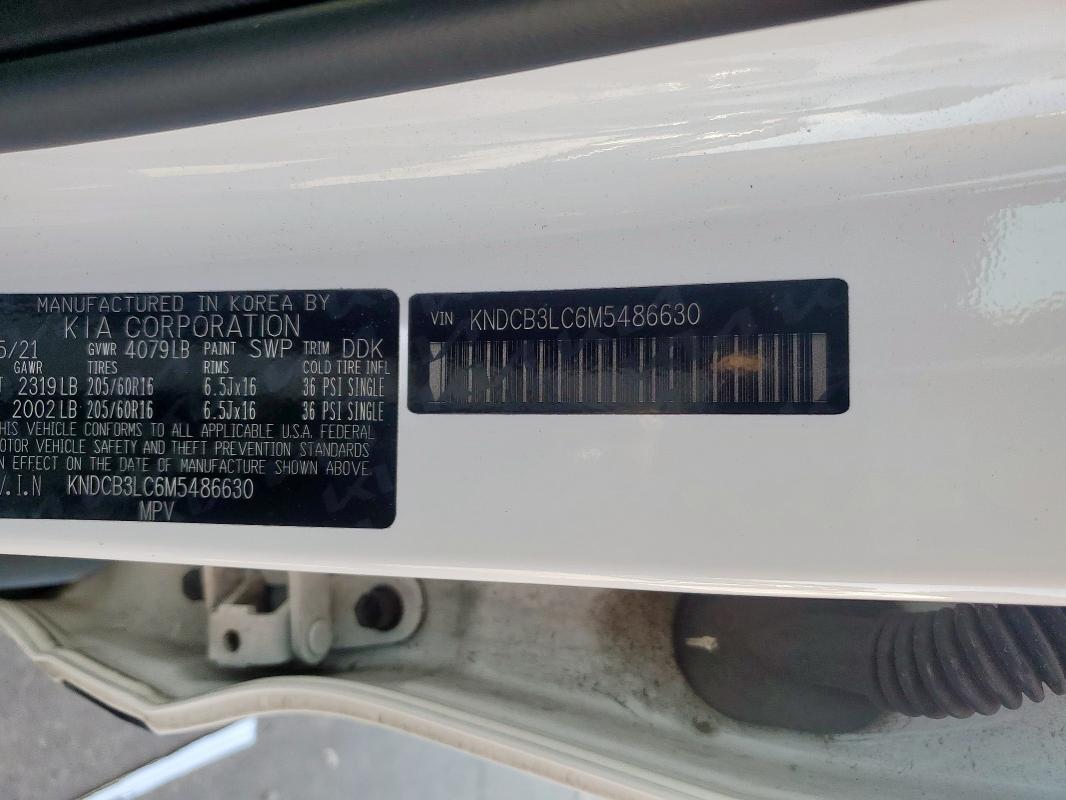 MANUFACTURED IN KOREA BY
KIA CORPORATION
5/21 GVWR 4079LB PAINT SWP TRIM DDK
GAWR TIRES RIMS COLD TIRE INFL
T 2319LB 205/60R16 6.5Jx16 36 PSI SINGLE
2002LB 205/60R16 6.5Jx16 36 PSI SINGLE
HIS VEHICLE CONFORMS TO ALL APPLICABLE U.S.A. FEDERAL
OTOR VEHICLE SAFETY AND THEFT PREVENTION STANDARDS
N EFFECT ON THE DATE OF MANUFACTURE SHOWN ABOVE.
V.I.N KNDCB3LC6M5486630
MPV
VIN KNDCB3LC6M5486630